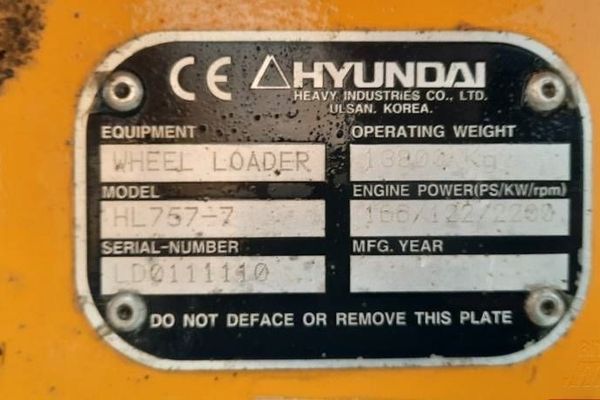 CE HYUNDAI
HEAVY INDUSTRIES CO., LTD.
ULSAN. KOREA.
EQUIPMENT OPERATING WEIGHT
WHEEL LOADER 13800 Kg
MODEL ENGINE POWER(PS/KW/rpm)
HL757-7 166/122/2200
SERIAL-NUMBER MFG. YEAR
LD0111110
DO NOT DEFACE OR REMOVE THIS PLATE